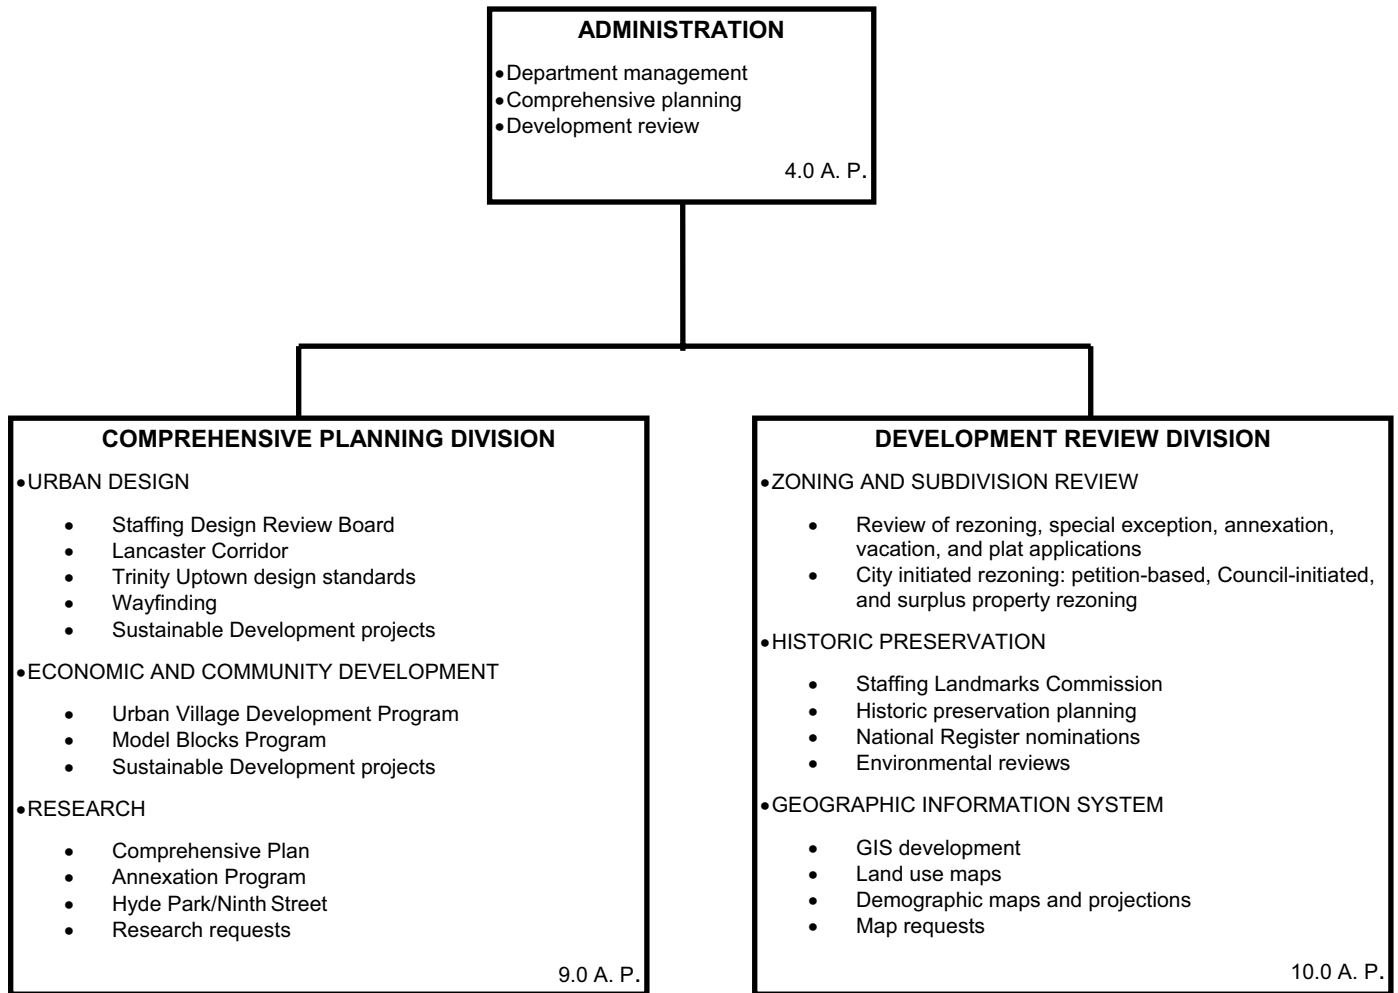 ADMINISTRATION
•Department management
•Comprehensive planning
•Development review
4.0 A. P.
COMPREHENSIVE PLANNING DIVISION
•URBAN DESIGN
• Staffing Design Review Board
• Lancaster Corridor
• Trinity Uptown design standards
• Wayfinding
• Sustainable Development projects
•ECONOMIC AND COMMUNITY DEVELOPMENT
• Urban Village Development Program
• Model Blocks Program
• Sustainable Development projects
•RESEARCH
• Comprehensive Plan
• Annexation Program
• Hyde Park/Ninth Street
• Research requests
9.0 A. P.
DEVELOPMENT REVIEW DIVISION
•ZONING AND SUBDIVISION REVIEW
• Review of rezoning, special exception, annexation,
vacation, and plat applications
• City initiated rezoning: petition-based, Council-initiated,
and surplus property rezoning
•HISTORIC PRESERVATION
• Staffing Landmarks Commission
• Historic preservation planning
• National Register nominations
• Environmental reviews
•GEOGRAPHIC INFORMATION SYSTEM
• GIS development
• Land use maps
• Demographic maps and projections
• Map requests
10.0 A. P.